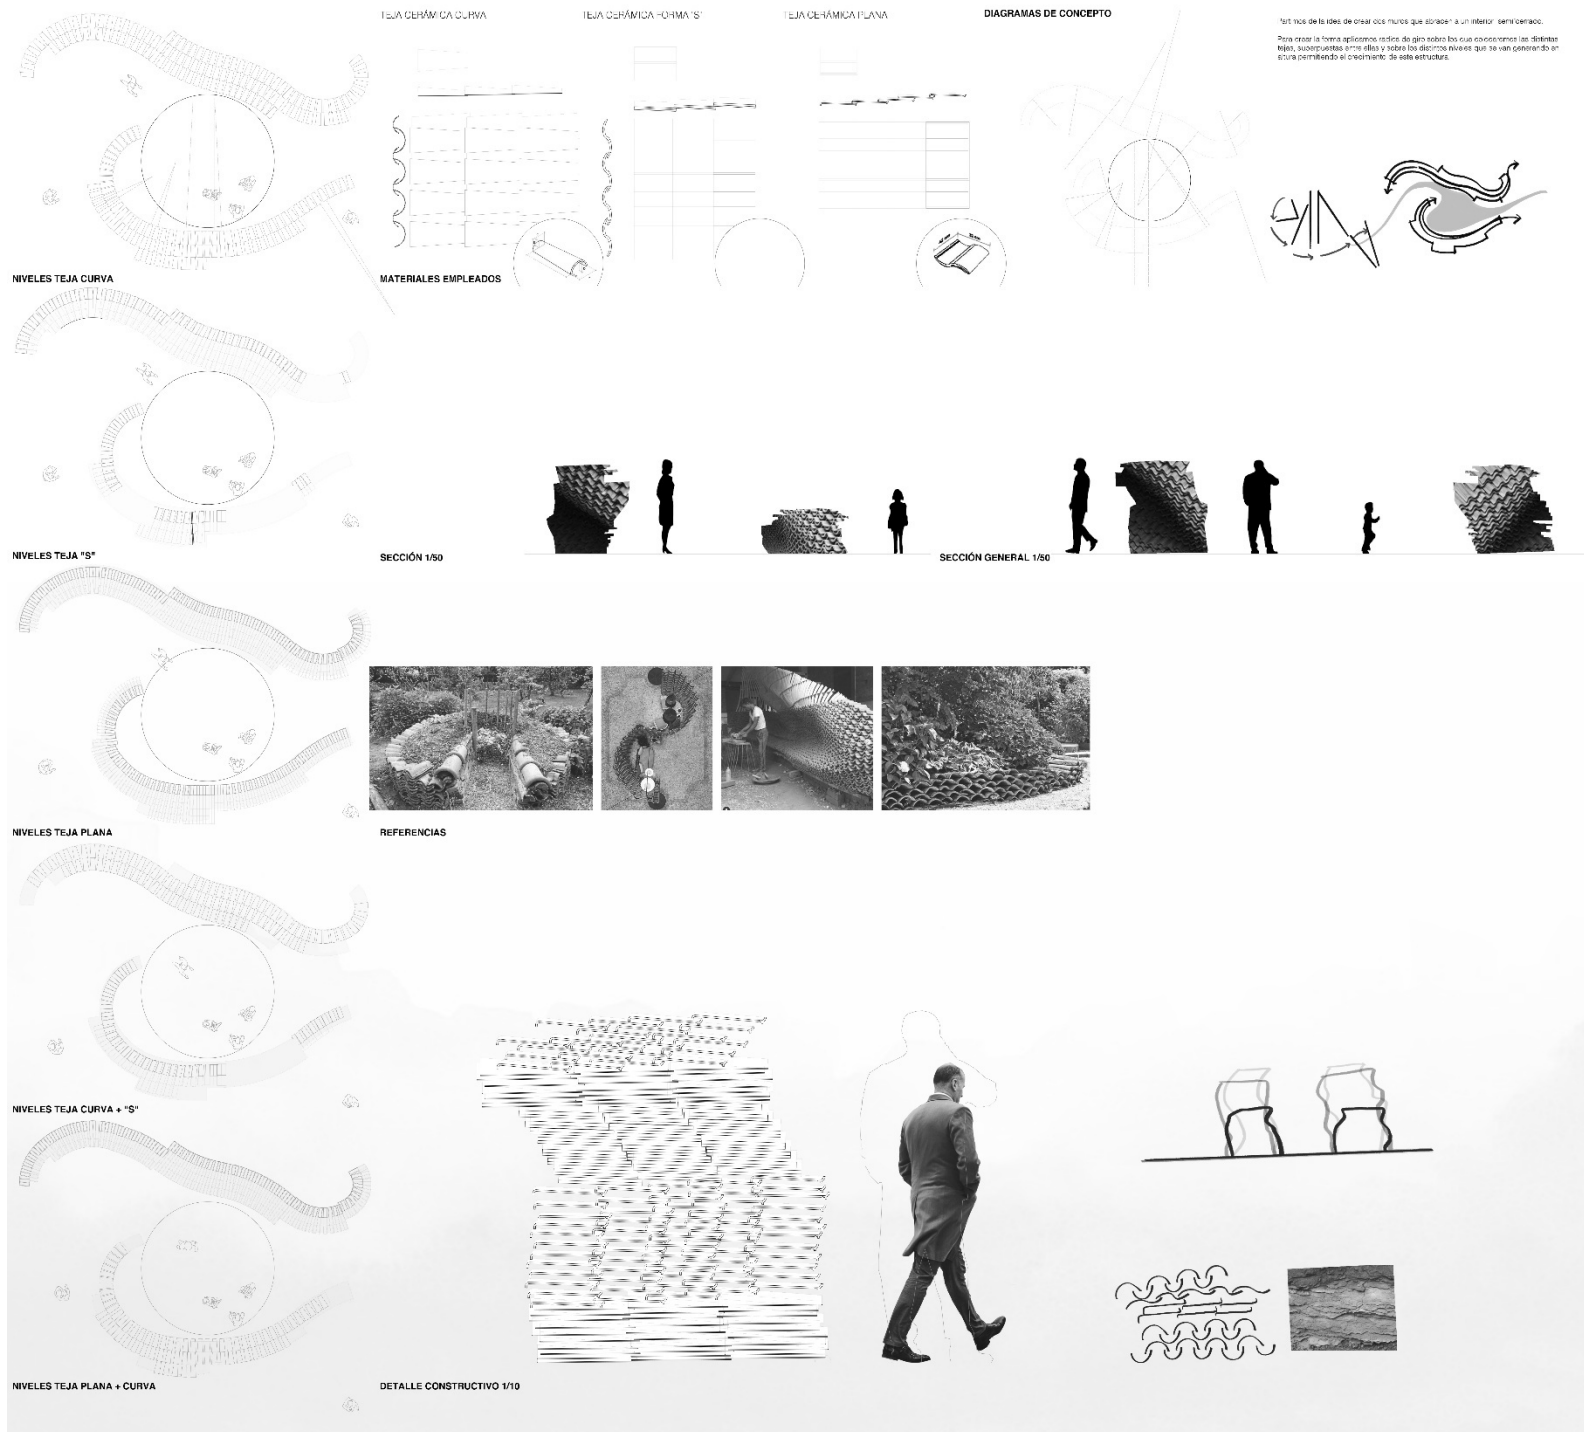 TEJA CERÁMICA CURVA
TEJA CERÁMICA FORMA "S"
TEJA CERÁMICA PLANA
DIAGRAMAS DE CONCEPTO
Partimos de la idea de crear dos muros que abracen a un interior semicerrado.
Para crear la forma aplicamos radios de giro sobre los que colocaremos las distintas
tejas, superpuestas entre ellas y sobre los distintos niveles que se van generando en
altura permitiendo el crecimiento de esta estructura.
NIVELES TEJA CURVA
MATERIALES EMPLEADOS
NIVELES TEJA "S"
SECCIÓN 1/50
SECCIÓN GENERAL 1/50
NIVELES TEJA PLANA
REFERENCIAS
NIVELES TEJA CURVA + "S"
NIVELES TEJA PLANA + CURVA
DETALLE CONSTRUCTIVO 1/10